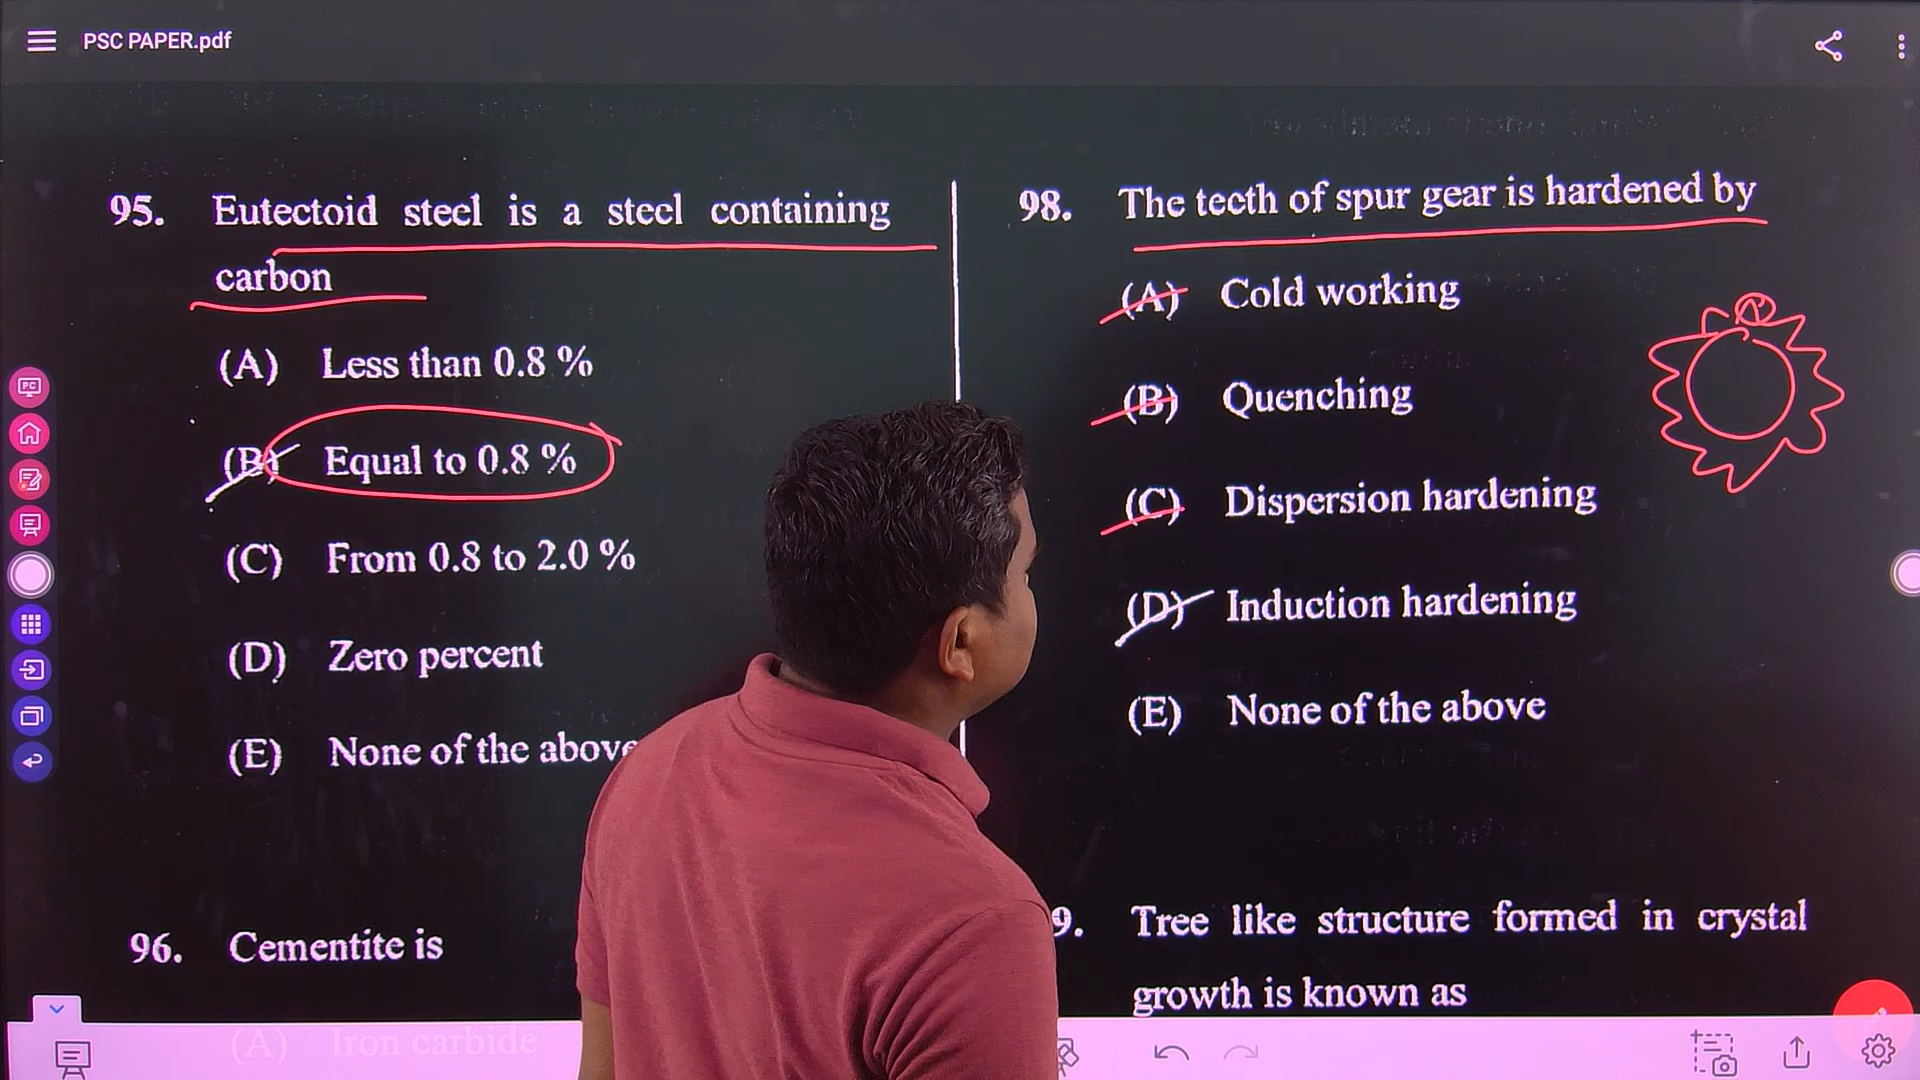 PSC PAPER.pdf
95. Eutectoid steel is a steel containing
carbon
(A) Less than 0.8 %
(B) Equal to 0.8 %
(C) From 0.8 to 2.0 %
(D) Zero percent
(E) None of the above
96. Cementite is
(A) Iron carbide
98. The teeth of spur gear is hardened by
(A) Cold working
(B) Quenching
(C) Dispersion hardening
(D) Induction hardening
(E) None of the above
9. Tree like structure formed in crystal
growth is known as